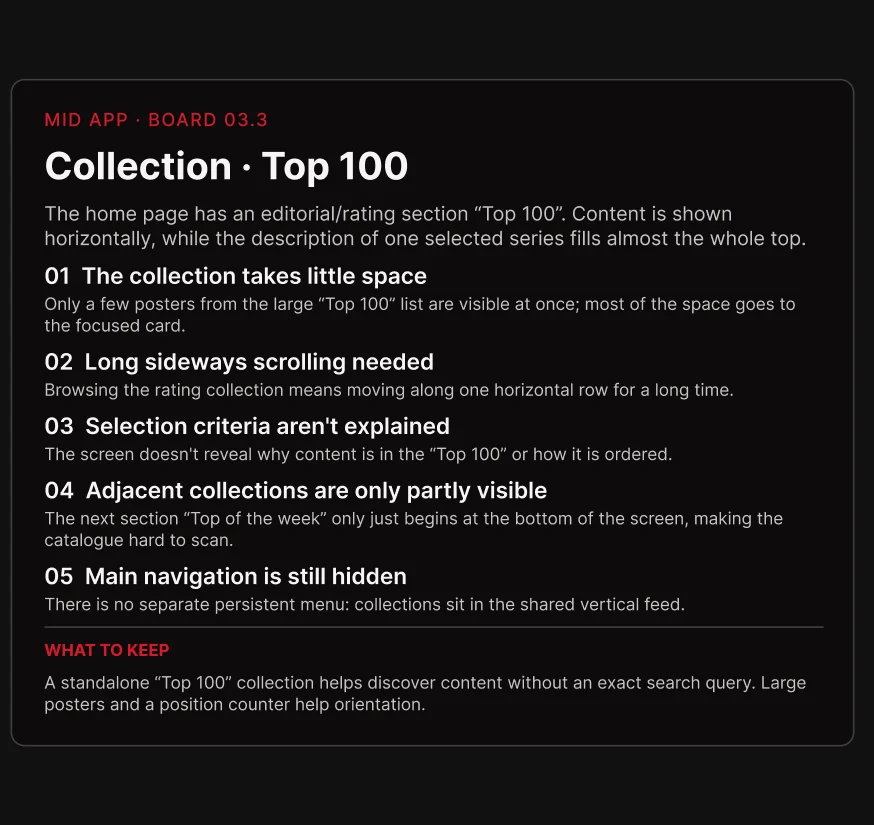 MID APP · BOARD 03.3
Collection · Top 100
The home page has an editorial/rating section “Top 100”. Content is shown
horizontally, while the description of one selected series fills almost the whole top.
01 The collection takes little space
Only a few posters from the large “Top 100” list are visible at once; most of the space goes to
the focused card.
02 Long sideways scrolling needed
Browsing the rating collection means moving along one horizontal row for a long time.
03 Selection criteria aren't explained
The screen doesn't reveal why content is in the “Top 100” or how it is ordered.
04 Adjacent collections are only partly visible
The next section “Top of the week” only just begins at the bottom of the screen, making the
catalogue hard to scan.
05 Main navigation is still hidden
There is no separate persistent menu: collections sit in the shared vertical feed.
WHAT TO KEEP
A standalone “Top 100” collection helps discover content without an exact search query. Large
posters and a position counter help orientation.